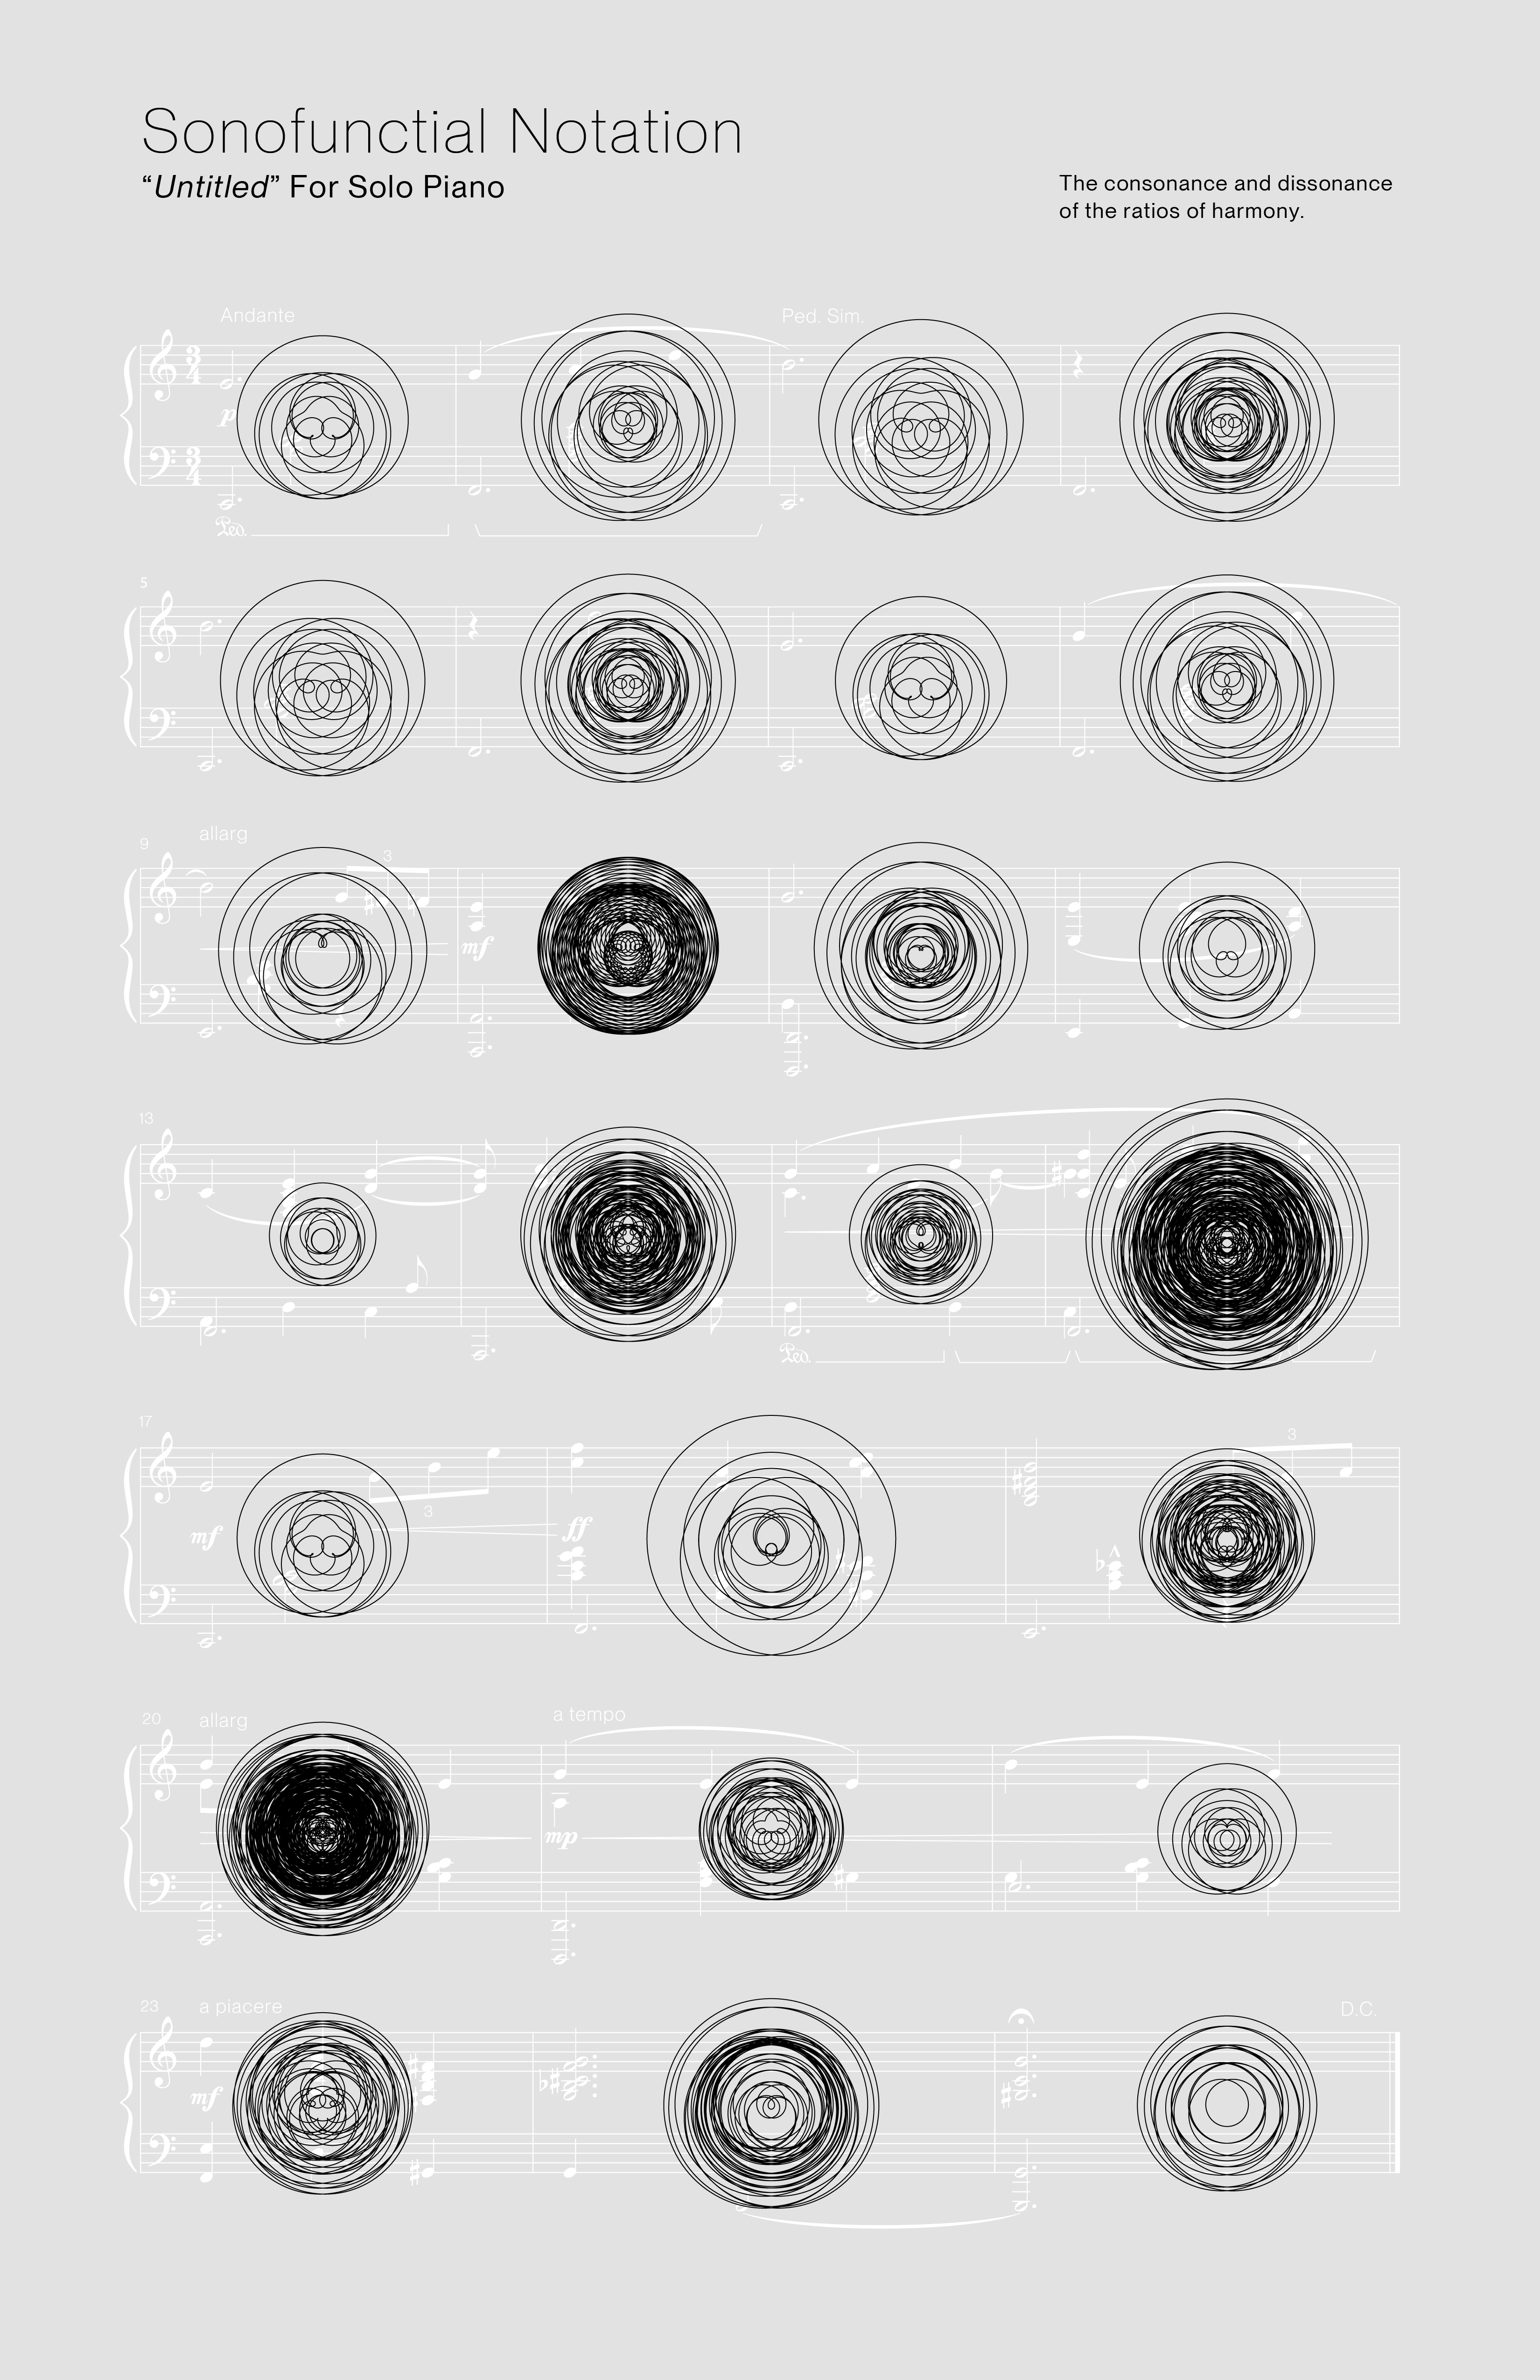 Sonofunctial Notation
“Untitled” For Solo Piano
The consonance and dissonance
of the ratios of harmony.
Andante
Ped. Sim.
3
4
p
3
4
Ped.
5
9
allarg
3
mf
13
Ped.
17
3
3
mf
ff
20
allarg
a tempo
mp
23
a piacere
D.C.
mf